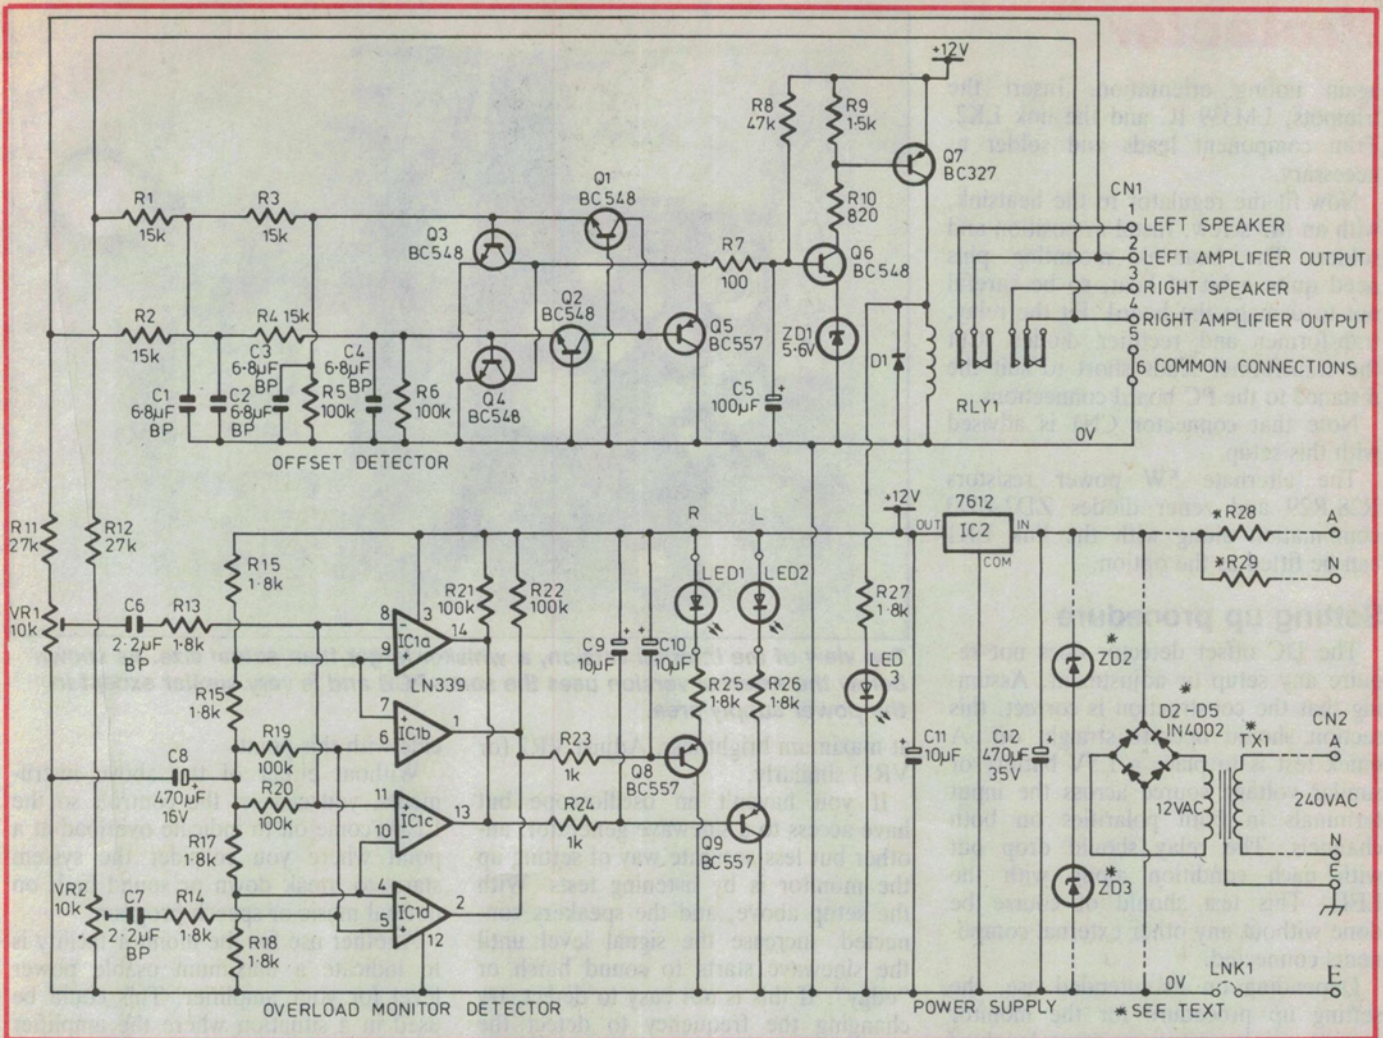 +12V
R8
47k
R9
1·5k
Q7
BC327
R10
820
Q1
BC548
R1
15k
R3
15k
Q3
BC548
CN1
1
LEFT SPEAKER
2
LEFT AMPLIFIER OUTPUT
3
RIGHT SPEAKER
4
RIGHT AMPLIFIER OUTPUT
5
6
COMMON CONNECTIONS
R7
100
Q6
BC548
Q2
BC548
R2
15k
R4 15k
Q5
BC557
ZD1
5·6V
D1
C3
6·8µF
BP
C4
6·8µF
BP
C1
6·8µF
BP
C2
6·8µF
BP
R5
100k
R6
100k
Q4
BC548
C5
100µF
+
RLY1
0V
OFFSET DETECTOR
R11
27k
R12
27k
R15
1·8k
R21
100k
R22
100k
R
L
LED1
LED2
+12V
OUT
7612
IC2
IN
COM
*R28
A
*R29
N
R27
1·8k
VR1
10k
C6
2·2µF
BP
R13
1·8k
8
3
14
IC1a
9
LN339
C9
10µF
+
C10
10µF
+
LED
3
*
ZD2
R15
1·8k
7
1
IC1b
6
R19
100k
R25
1·8k
R26
1·8k
R23
1k
Q8
BC557
C11
10µF
+
C12
470µF
35V
+
*
D2-D5
IN4002
*
TX1
CN2
A
A
240VAC
12VAC
C8
470µF
16V
+
R20
100k
11
13
IC1c
10
R24
1k
Q9
BC557
R17
1·8k
N
N
E
E
VR2
10k
C7
2·2µF
BP
R14
1·8k
4
2
IC1d
5
12
*
ZD3
R18
1·8k
0V
LNK1
E
OVERLOAD MONITOR DETECTOR
POWER SUPPLY
*SEE TEXT